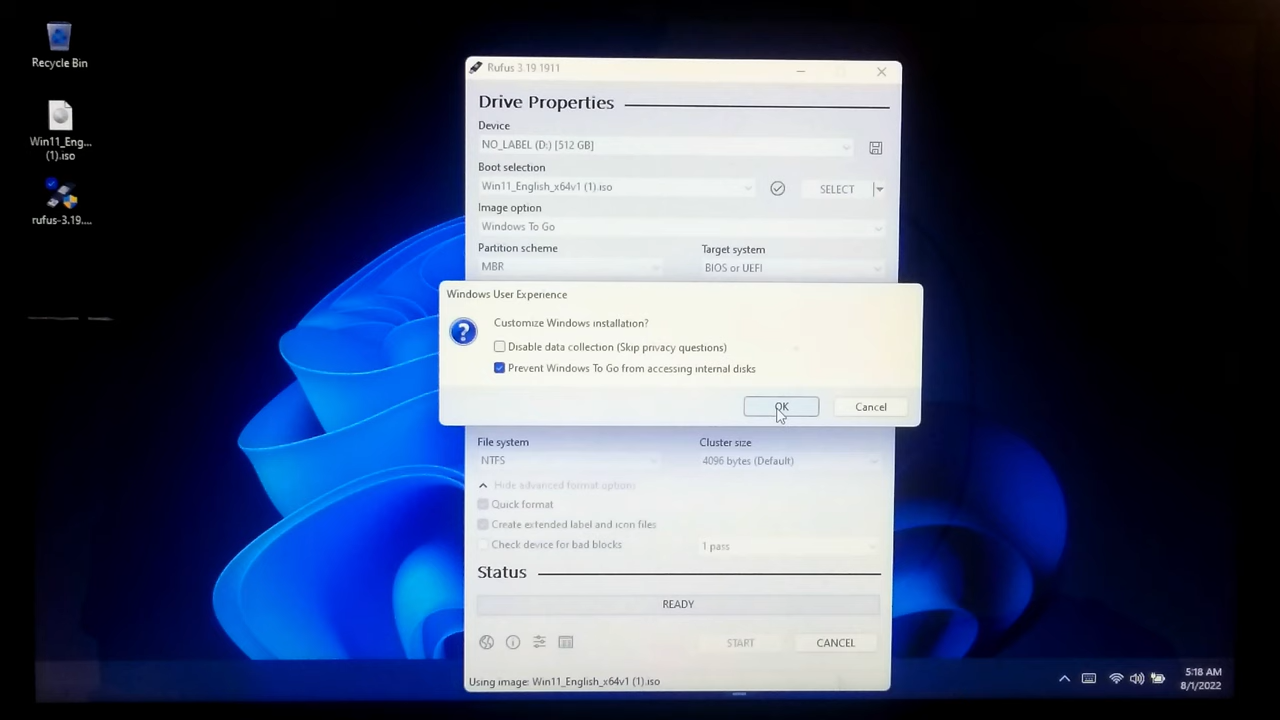 Recycle Bin
Win11_Eng...
(1).iso
rufus-3.19....
Rufus 3.19.1911
Drive Properties
Device
NO_LABEL (D:) [512 GB]
Boot selection
Win11_English_x64v1 (1).iso
SELECT
Image option
Windows To Go
Partition scheme
Target system
MBR
BIOS or UEFI
Windows User Experience
Customize Windows installation?
Disable data collection (Skip privacy questions)
Prevent Windows To Go from accessing internal disks
OK
Cancel
File system
Cluster size
NTFS
4096 bytes (Default)
Hide advanced format options
Quick format
Create extended label and icon files
Check device for bad blocks
1 pass
Status
READY
START
CANCEL
Using image: Win11_English_x64v1 (1).iso
5:18 AM
8/1/2022